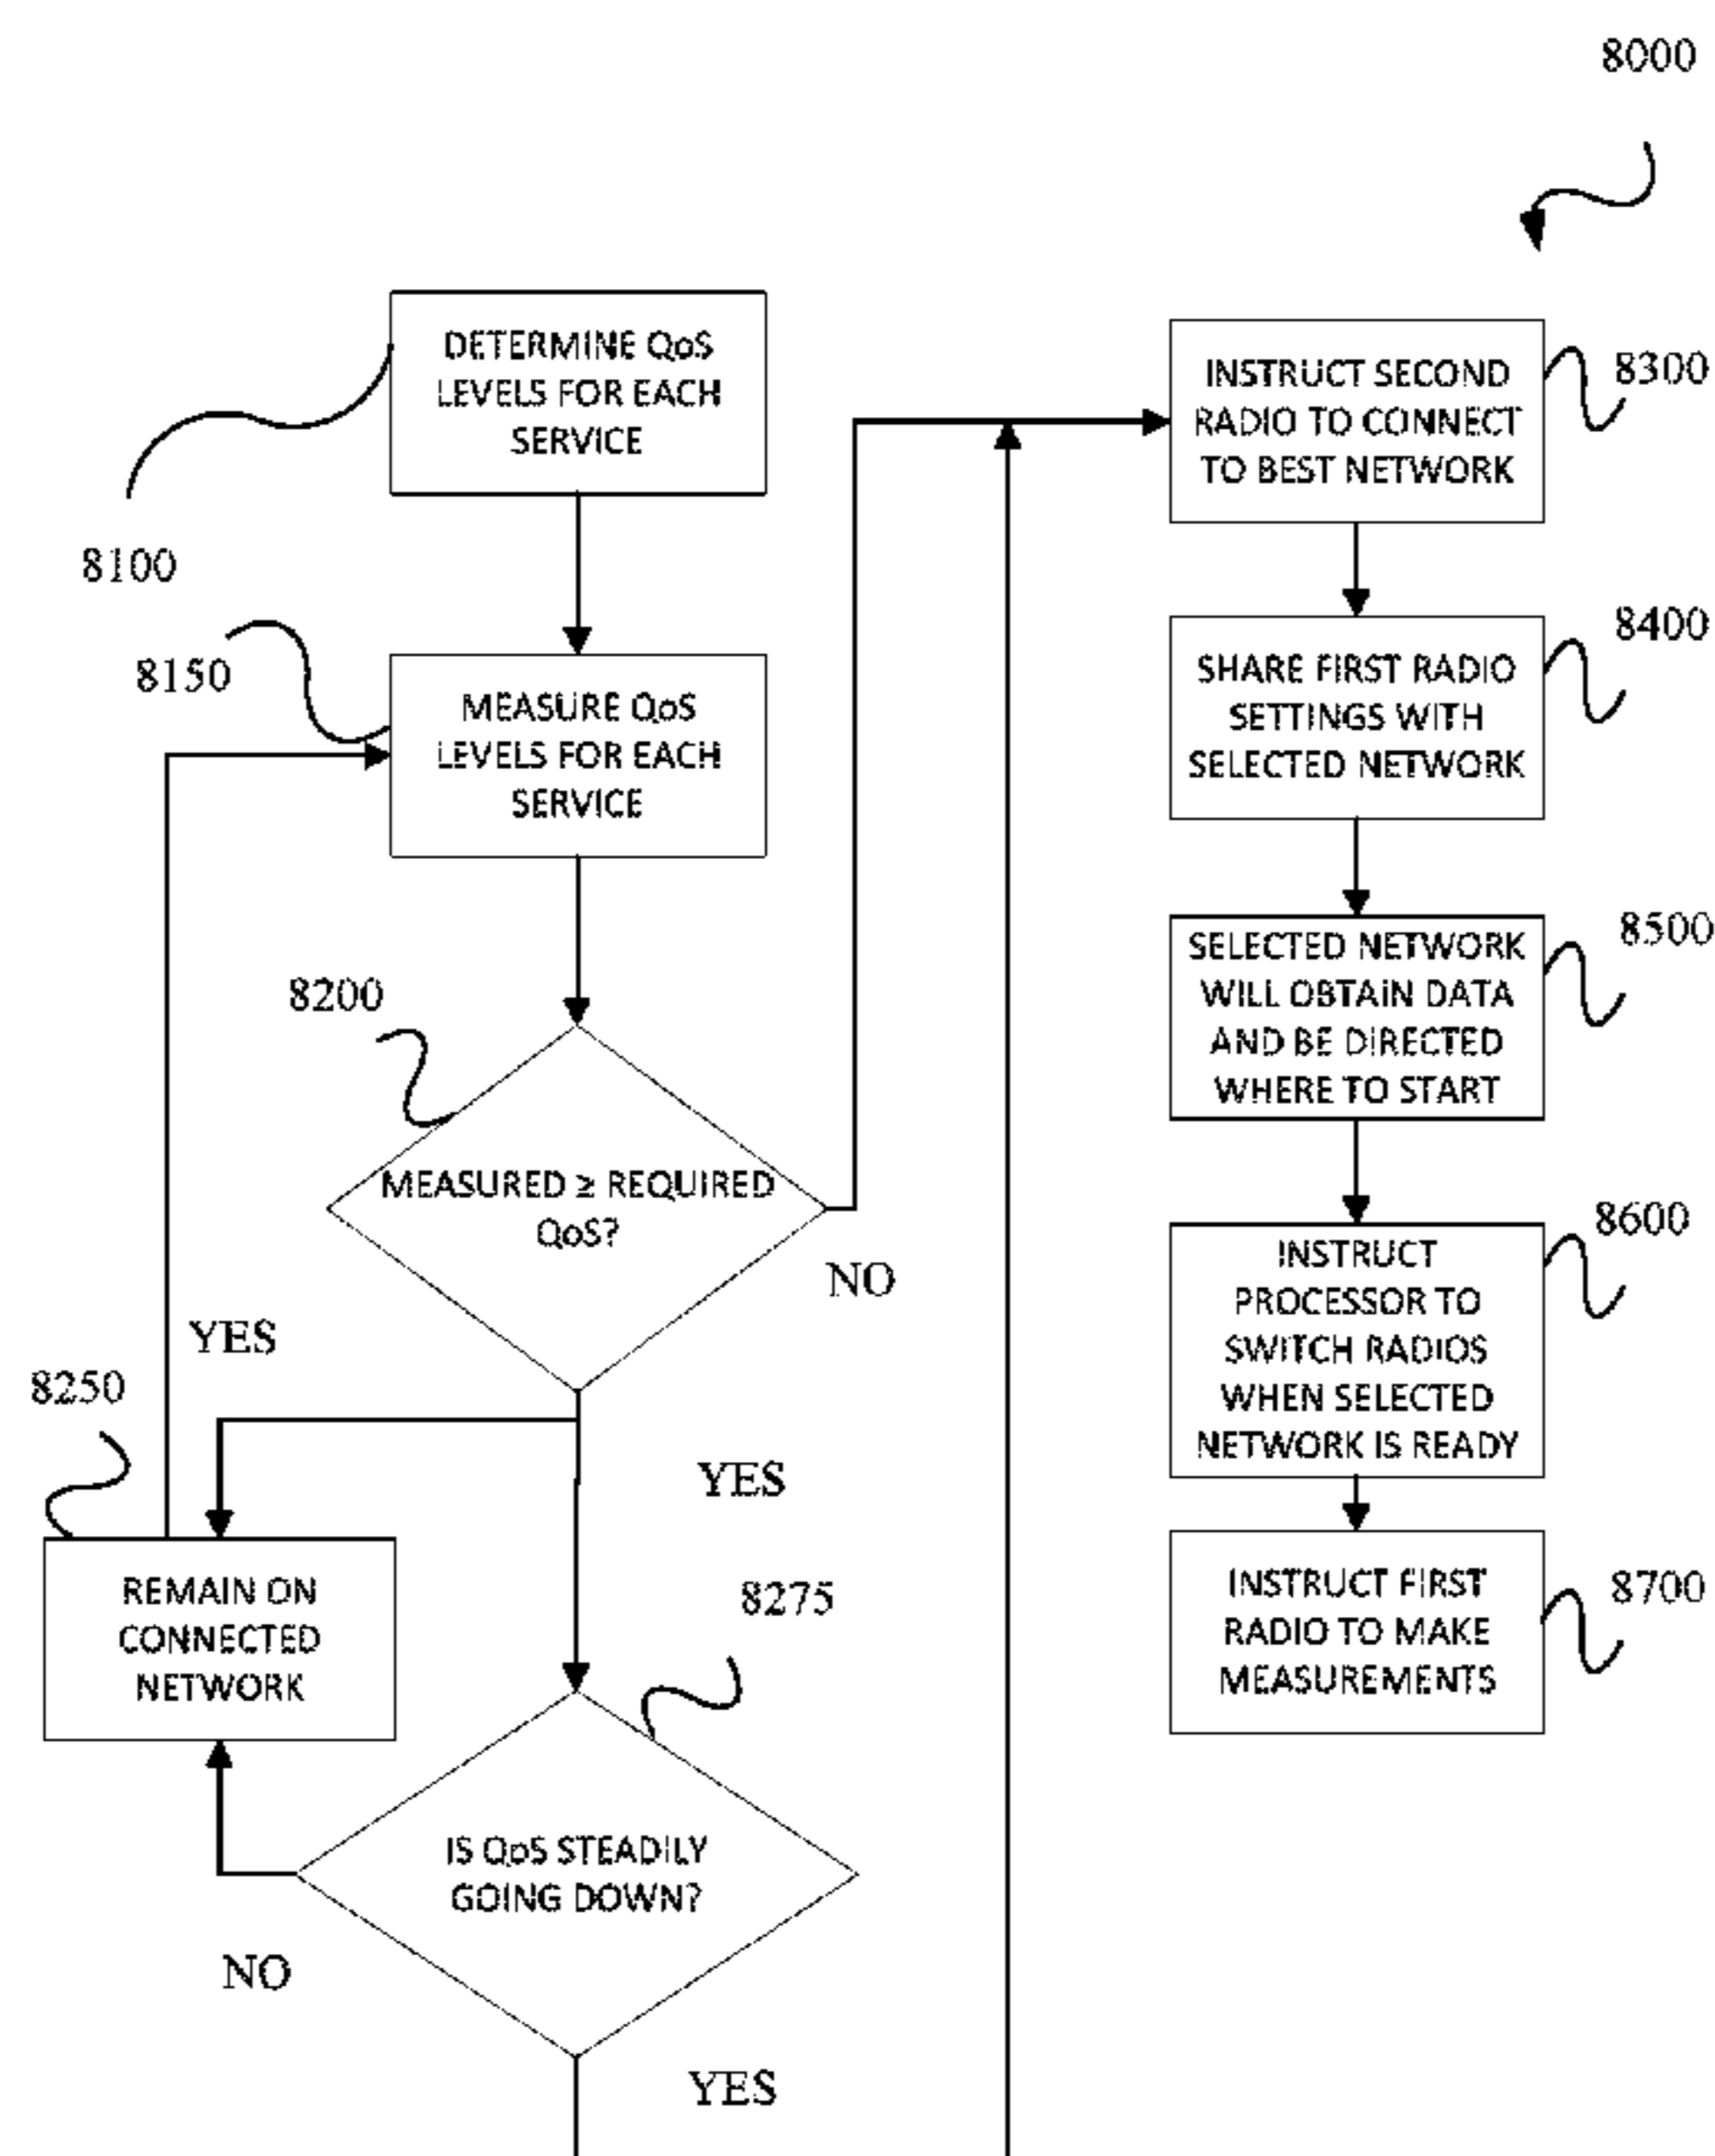 8000
DETERMINE QoS
LEVELS FOR EACH
SERVICE
8100
8150
MEASURE QoS
LEVELS FOR EACH
SERVICE
8200
MEASURED ≥ REQUIRED
QoS?
NO
YES
8250
YES
REMAIN ON
CONNECTED
NETWORK
8275
IS QoS STEADILY
GOING DOWN?
NO
YES
INSTRUCT SECOND
RADIO TO CONNECT
TO BEST NETWORK
8300
SHARE FIRST RADIO
SETTINGS WITH
SELECTED NETWORK
8400
SELECTED NETWORK
WILL OBTAIN DATA
AND BE DIRECTED
WHERE TO START
8500
INSTRUCT
PROCESSOR TO
SWITCH RADIOS
WHEN SELECTED
NETWORK IS READY
8600
INSTRUCT FIRST
RADIO TO MAKE
MEASUREMENTS
8700